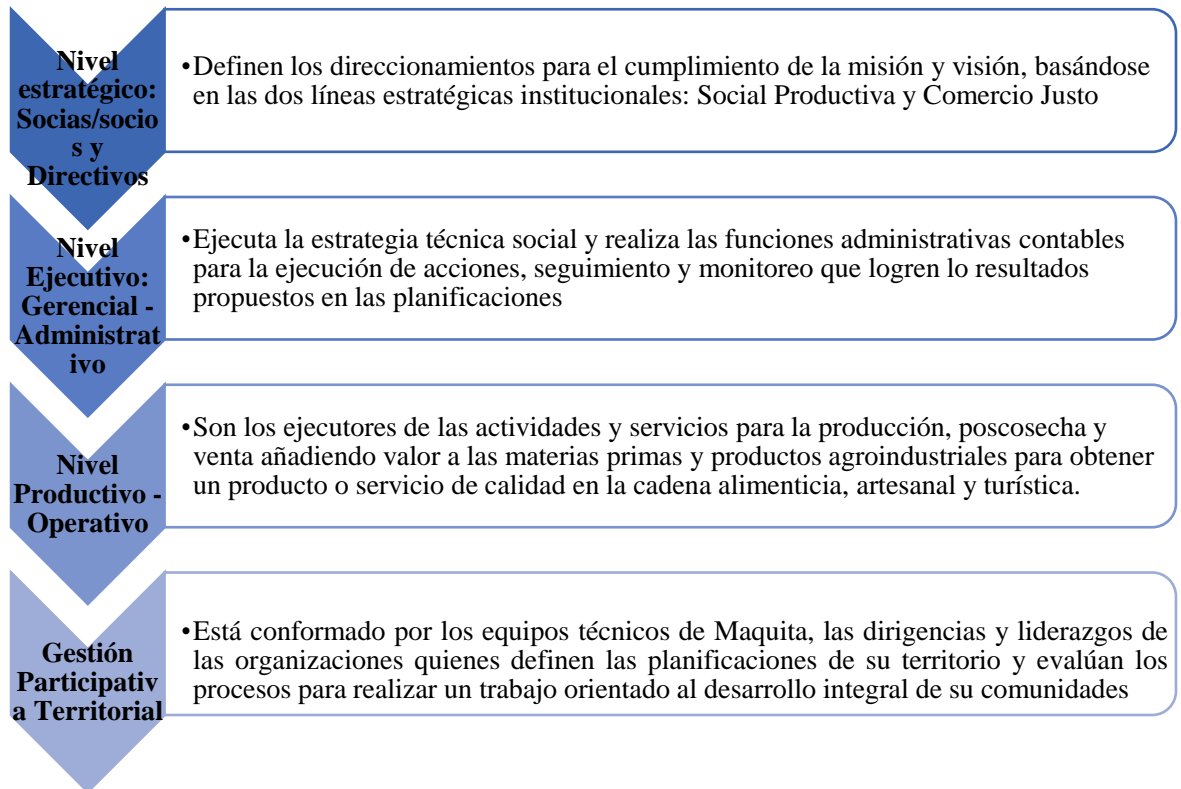 Nivel
estratégico:
Socias/socio
s y
Directivos
•Definen los direccionamientos para el cumplimiento de la misión y visión, basándose
en las dos líneas estratégicas institucionales: Social Productiva y Comercio Justo
Nivel
Ejecutivo:
Gerencial -
Administrat
ivo
•Ejecuta la estrategia técnica social y realiza las funciones administrativas contables
para la ejecución de acciones, seguimiento y monitoreo que logren lo resultados
propuestos en las planificaciones
Nivel
Productivo -
Operativo
•Son los ejecutores de las actividades y servicios para la producción, poscosecha y
venta añadiendo valor a las materias primas y productos agroindustriales para obtener
un producto o servicio de calidad en la cadena alimenticia, artesanal y turística.
Gestión
Participativ
a Territorial
•Está conformado por los equipos técnicos de Maquita, las dirigencias y liderazgos de
las organizaciones quienes definen las planificaciones de su territorio y evalúan los
procesos para realizar un trabajo orientado al desarrollo integral de su comunidades